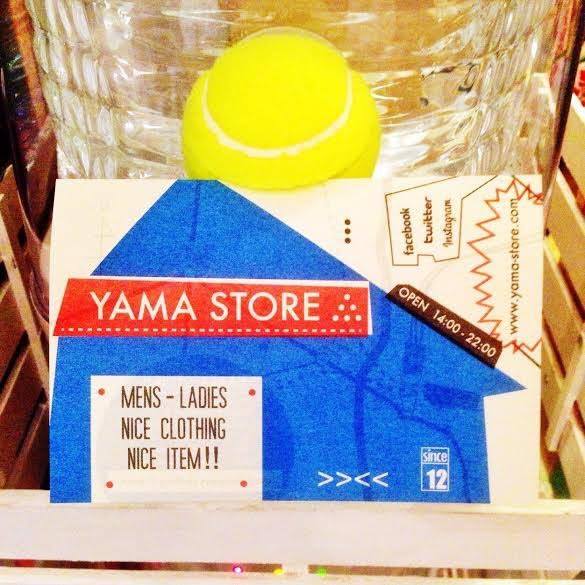 facebook
twitter
Instagram
www.yama-store.com
YAMA STORE
OPEN 14:00 - 22:00
MENS - LADIES
NICE CLOTHING
NICE ITEM!!
>><<
since
12